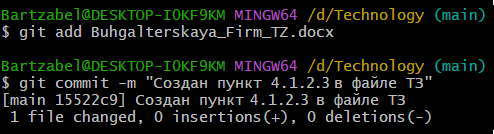 Bartzabel@DESKTOP-IOKF9KM MINGW64 /d/Technology (main)
$ git add Buhgalterskaya_Firm_TZ.docx
Bartzabel@DESKTOP-IOKF9KM MINGW64 /d/Technology (main)
$ git commit -m "Создан пункт 4.1.2.3 в файле ТЗ"
[main 15522c9] Создан пункт 4.1.2.3 в файле ТЗ
1 file changed, 0 insertions(+), 0 deletions(-)